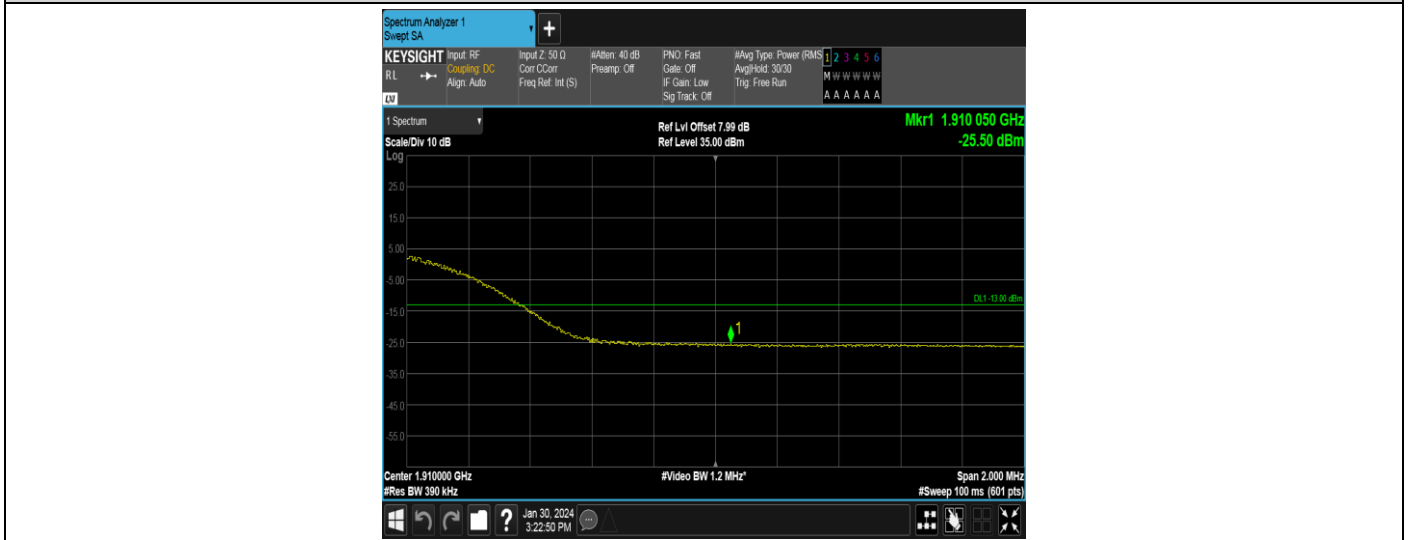 Spectrum Analyzer 1
Swept SA
+
KEYSIGHT Input: RF Input Z: 50 Ω #Atten: 40 dB PNO: Fast #Avg Type: Power (RMS 1 2 3 4 5 6
RL Coupling: DC Corr CCorr Preamp: Off Gate: Off Avg|Hold: 30/30 M W W W W W
Align: Auto Freq Ref: Int (S) IF Gain: Low Trig: Free Run
Sig Track: Off A A A A A A
LXI
1 Spectrum Ref Lvl Offset 7.99 dB Mkr1 1.910 050 GHz
Scale/Div 10 dB Ref Level 35.00 dBm -25.50 dBm
Log
25.0
15.0
5.00
-5.00
DL1 -13.00 dBm
-15.0
1
-25.0
-35.0
-45.0
-55.0
Center 1.910000 GHz #Video BW 1.2 MHz* Span 2.000 MHz
#Res BW 390 kHz #Sweep 100 ms (601 pts)
? Jan 30, 2024
3:22:50 PM